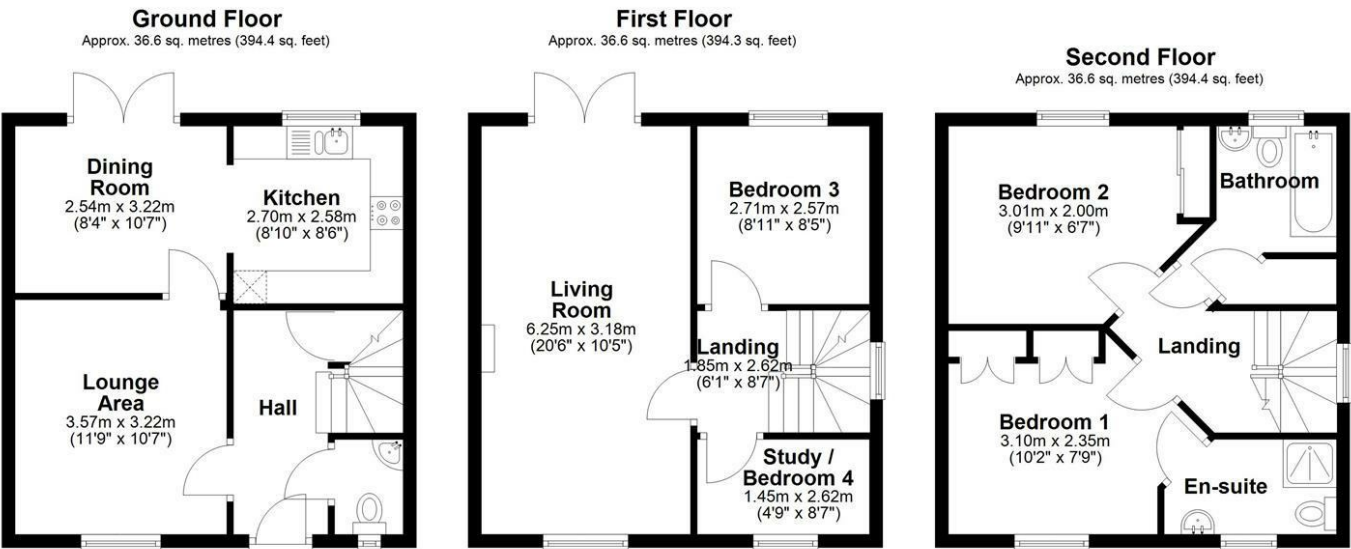 Ground Floor
Approx. 36.6 sq. metres (394.4 sq. feet)
Dining
Room
2.54m x 3.22m
(8'4" x 10'7")
Kitchen
2.70m x 2.58m
(8'10" x 8'6")
Lounge
Area
3.57m x 3.22m
(11'9" x 10'7")
Hall
First Floor
Approx. 36.6 sq. metres (394.3 sq. feet)
Bedroom 3
2.71m x 2.57m
(8'11" x 8'5")
Living
Room
6.25m x 3.18m
(20'6" x 10'5")
Landing
1.85m x 2.62m
(6'1" x 8'7")
Study /
Bedroom 4
1.45m x 2.62m
(4'9" x 8'7")
Second Floor
Approx. 36.6 sq. metres (394.4 sq. feet)
Bedroom 2
3.01m x 2.00m
(9'11" x 6'7")
Bathroom
Landing
Bedroom 1
3.10m x 2.35m
(10'2" x 7'9")
En-suite